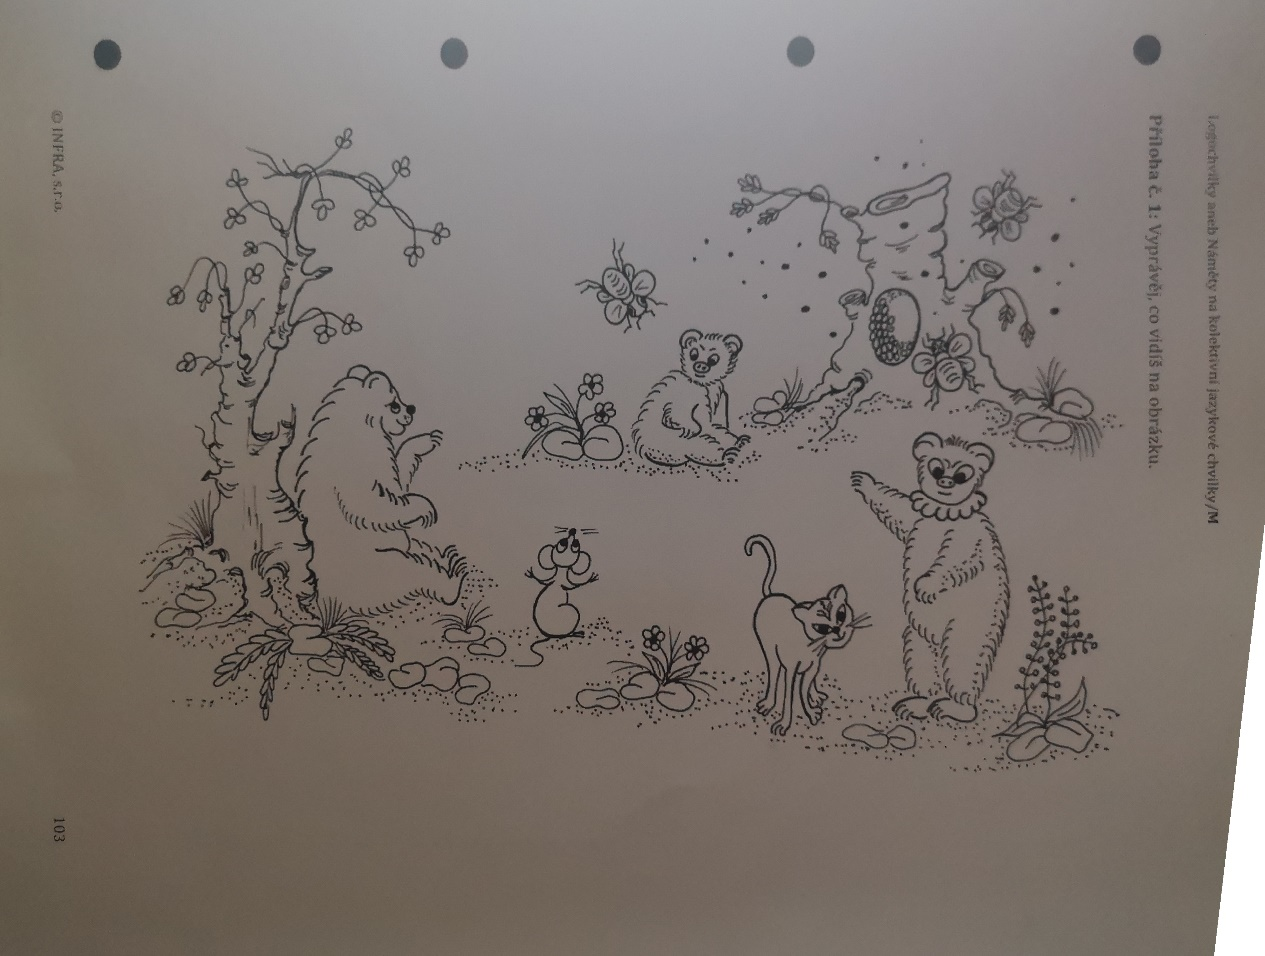 Logochvilky aneb Náměty na kolektivní jazykové chvilky/M
Příloha č. 1: Vyprávěj, co vidíš na obrázku.
© INFRA, s.r.o.
103